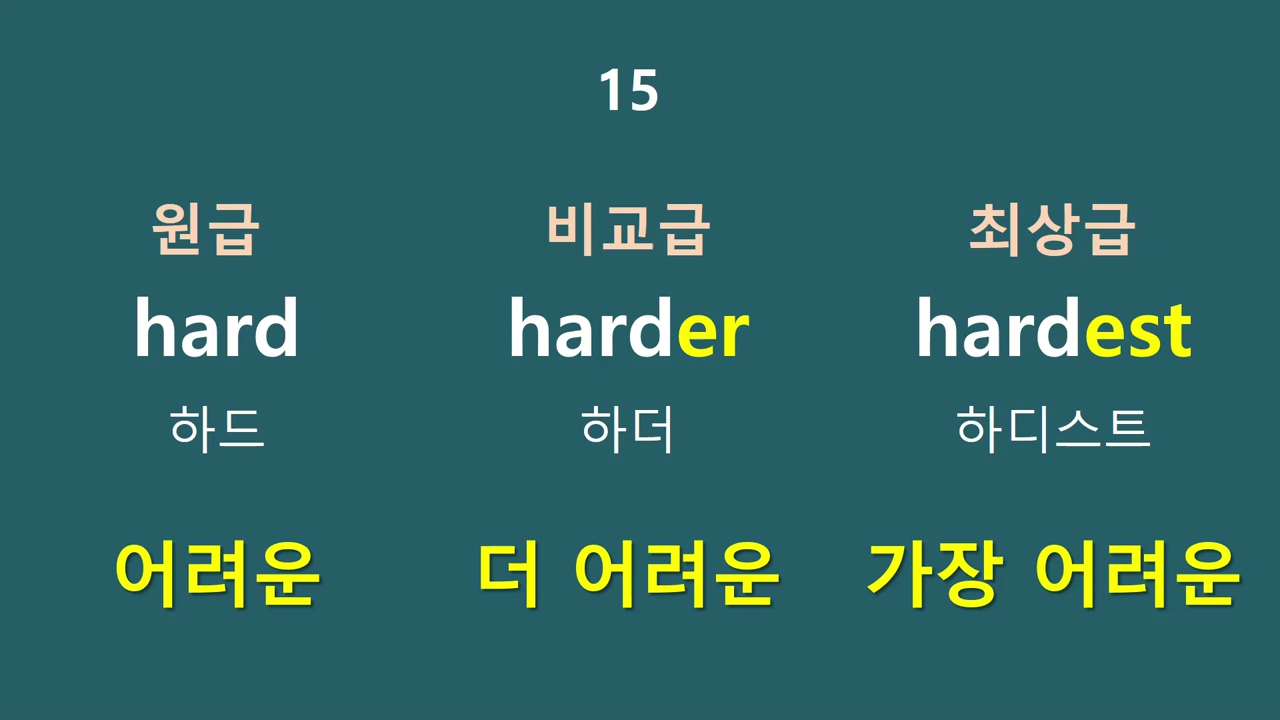 15
원급 비교급 최상급
hard harder hardest
하드 하더 하디스트
어려운 더 어려운 가장 어려운